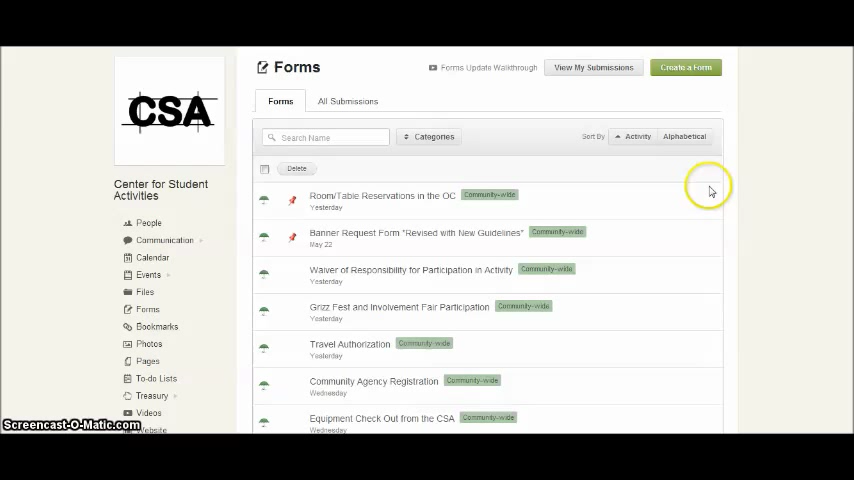 CSA
Center for Student
Activities
People
Communication
Calendar
Events
Files
Forms
Bookmarks
Photos
Pages
To-do Lists
Treasury
Videos
Website
Forms
Forms Update Walkthrough
View My Submissions
Create a Form
Forms
All Submissions
Search Name
Categories
Sort By
Activity
Alphabetical
Delete
Room/Table Reservations in the OC Community-wide
Yesterday
Banner Request Form "Revised with New Guidelines" Community-wide
May 22
Waiver of Responsibility for Participation in Activity Community-wide
Yesterday
Grizz Fest and Involvement Fair Participation Community-wide
Yesterday
Travel Authorization Community-wide
Yesterday
Community Agency Registration Community-wide
Wednesday
Equipment Check Out from the CSA Community-wide
Wednesday
Screencast-O-Matic.com